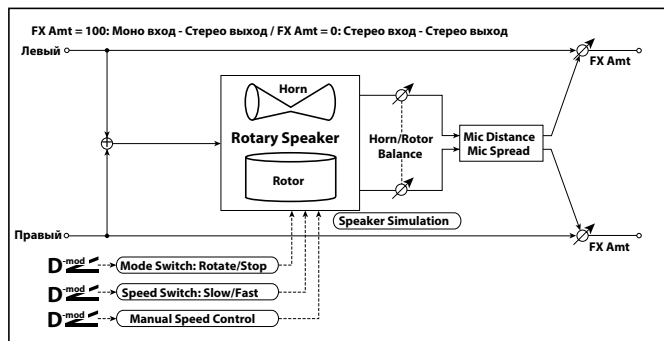 FX Amt = 100: Моно вход - Стерео выход / FX Amt = 0: Стерео вход - Стерео выход
Левый
FX Amt
Horn
Rotary Speaker
Rotor
Horn/Rotor
Balance
Mic Distance
Mic Spread
Speaker Simulation
Правый
FX Amt
D-mod
Mode Switch: Rotate/Stop
D-mod
Speed Switch: Slow/Fast
D-mod
Manual Speed Control